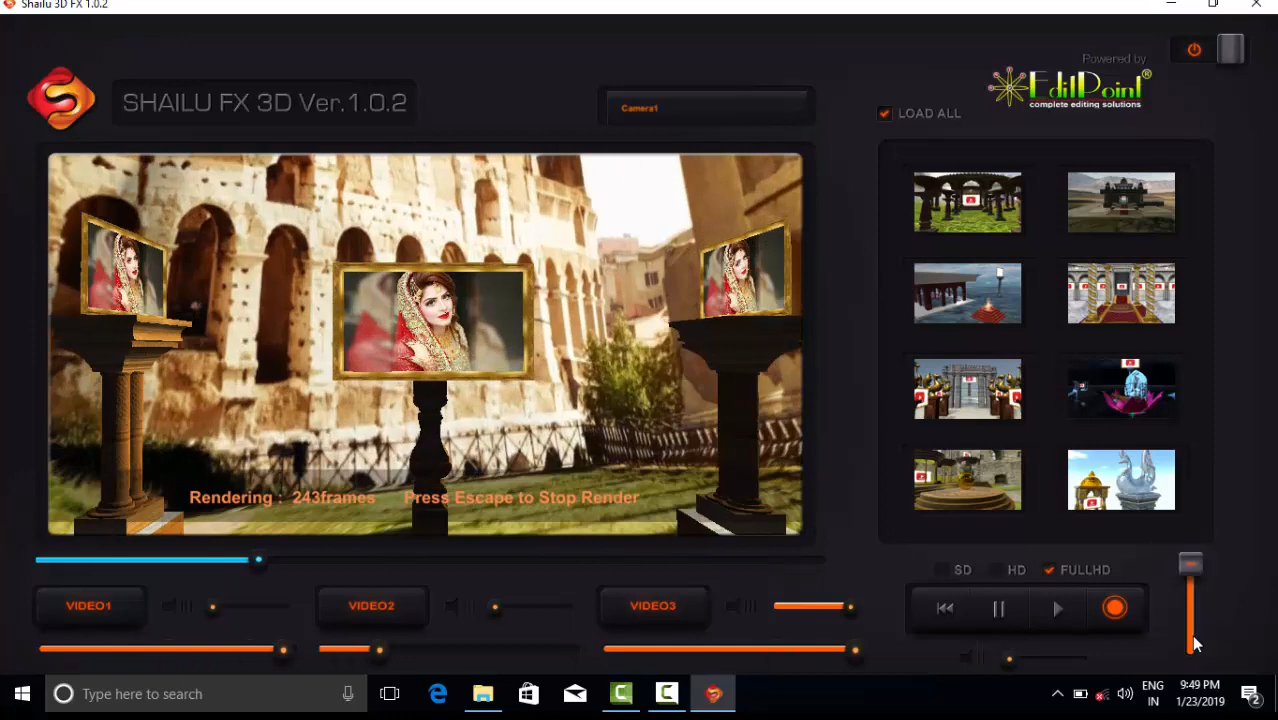 Shailu 3D FX 1.0.2
Powered by
SHAILU FX 3D Ver.1.0.2
Camera1
EditPoint®
complete editing solutions
LOAD ALL
Rendering : 243frames Press Escape to Stop Render
SD HD FULLHD
VIDEO1 VIDEO2 VIDEO3
Type here to search
ENG
IN
9:49 PM
1/23/2019
2